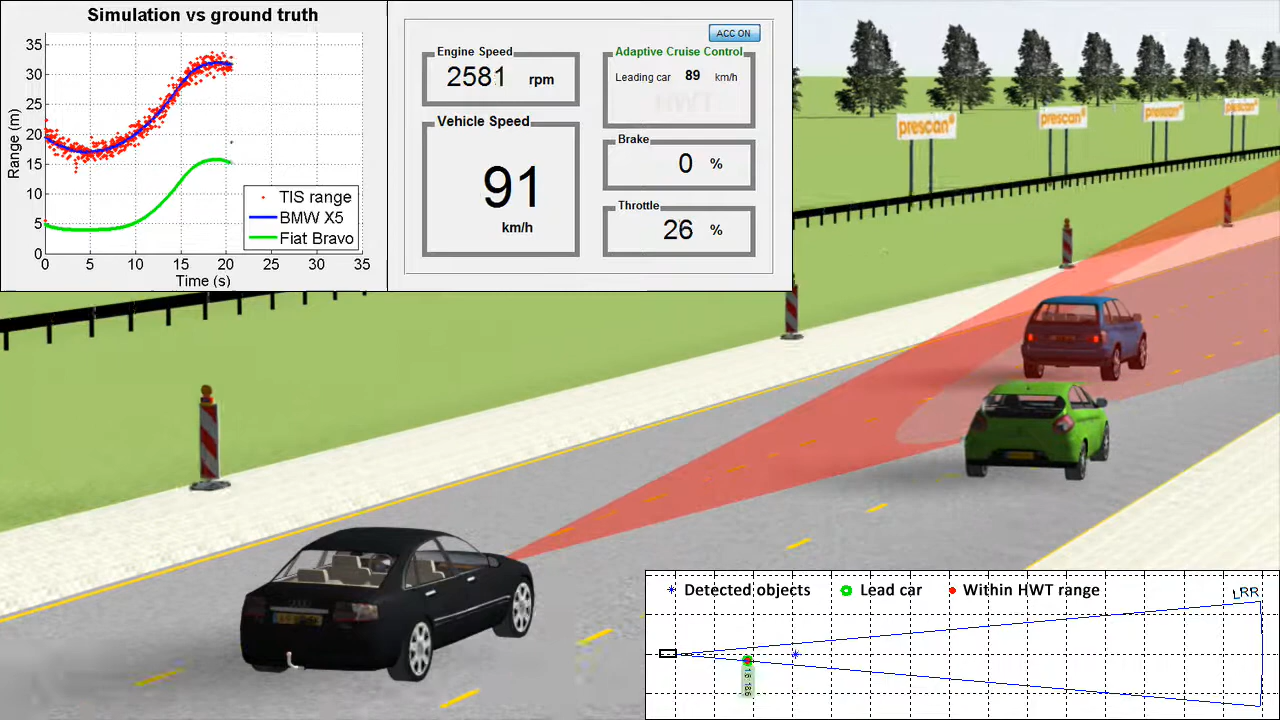 Simulation vs ground truth
Range (m)
35
30
25
20
15
10
5
0
0 5 10 15 20 25 30 35
Time (s)
TIS range
BMW X5
Fiat Bravo
ACC ON
Engine Speed
2581 rpm
Vehicle Speed
91
km/h
Adaptive Cruise Control
Leading car 89 km/h
HWT
Brake
0 %
Throttle
26 %
prescan
prescan
prescan
prescan
Detected objects
Lead car
Within HWT range
LRR